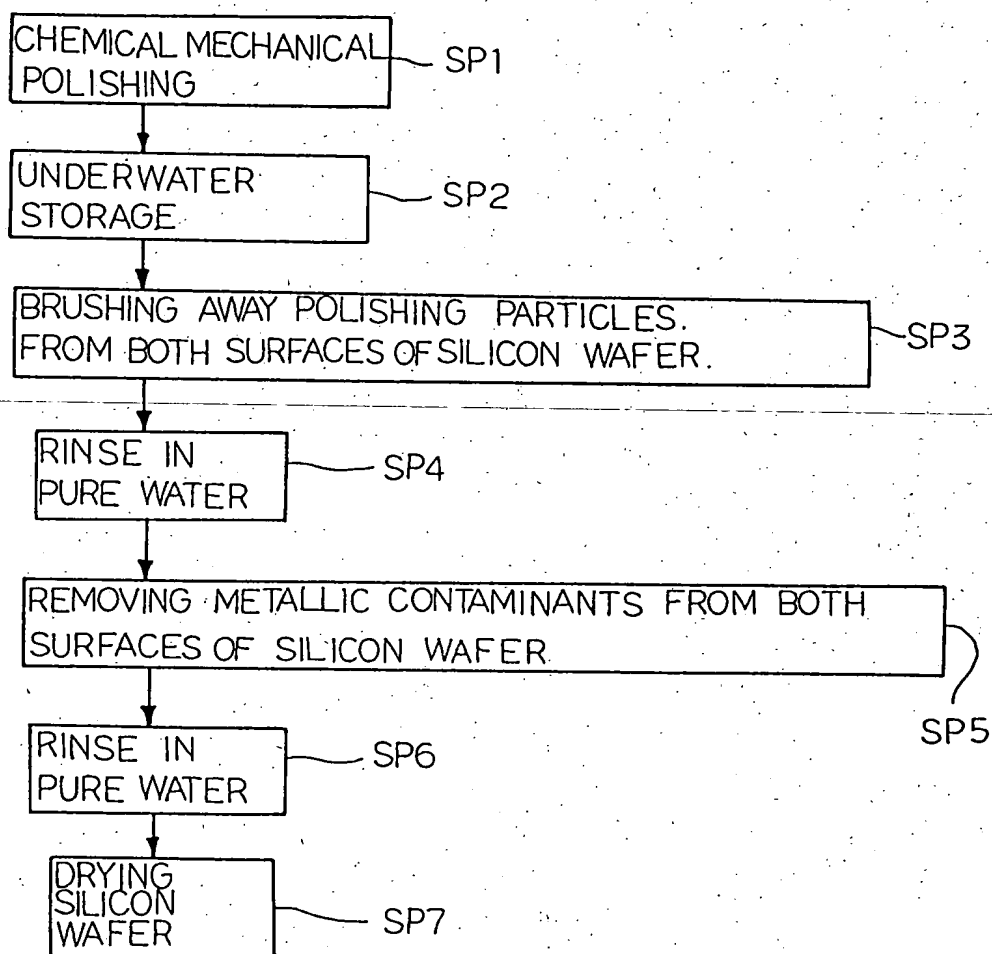 CHEMICAL MECHANICAL
POLISHING
SP1
UNDERWATER
STORAGE
SP2
BRUSHING AWAY POLISHING PARTICLES.
FROM BOTH SURFACES OF SILICON WAFER.
SP3
RINSE IN
PURE WATER
SP4
REMOVING METALLIC CONTAMINANTS FROM BOTH
SURFACES OF SILICON WAFER
SP5
RINSE IN
PURE WATER
SP6
DRYING
SILICON
WAFER
SP7